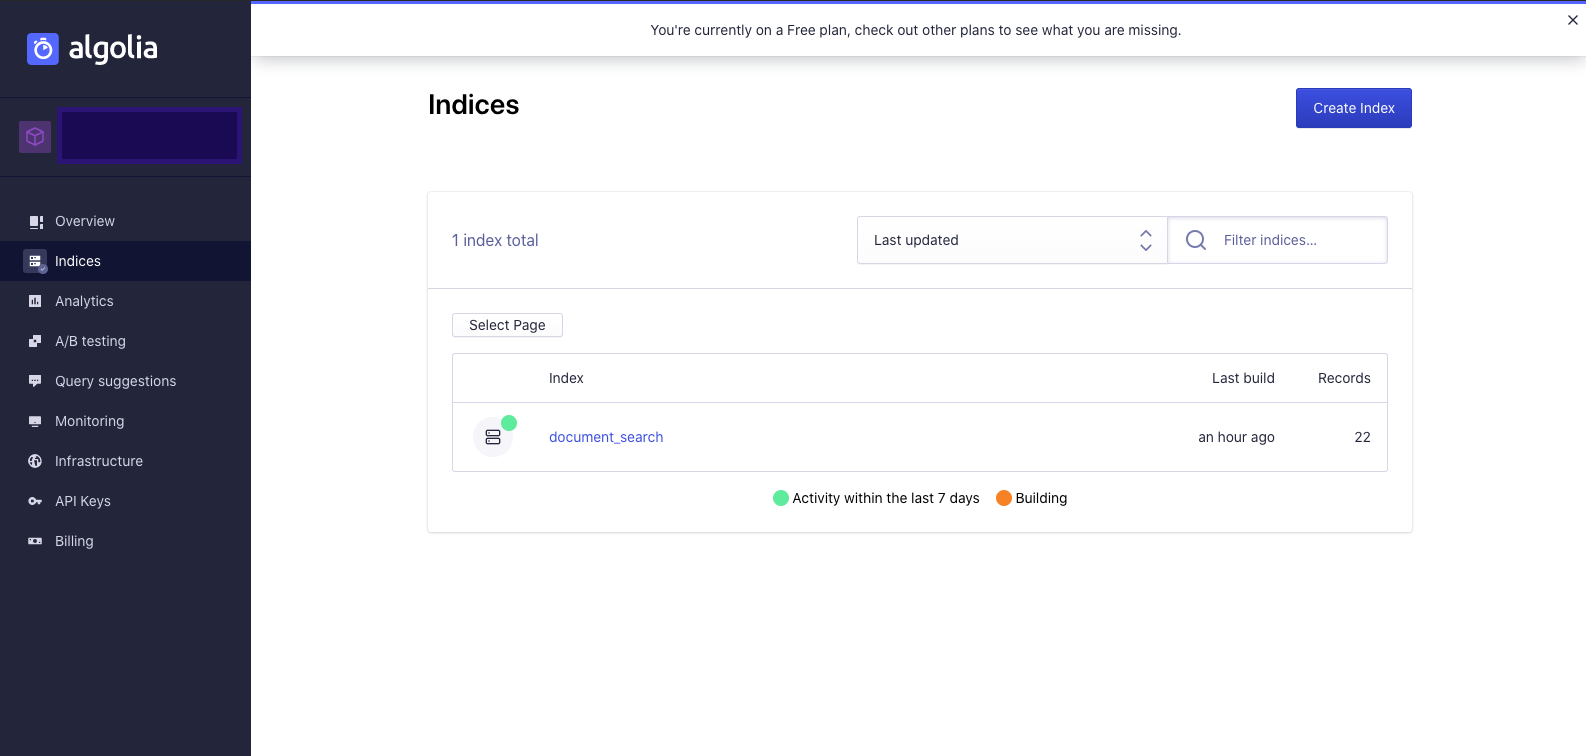 You're currently on a Free plan, check out other plans to see what you are missing.
algolia
Overview
Indices
Analytics
A/B testing
Query suggestions
Monitoring
Infrastructure
API Keys
Billing
Indices
Create Index
1 index total
Last updated
Filter indices...
Select Page
Index Last build Records
document_search an hour ago 22
Activity within the last 7 days Building